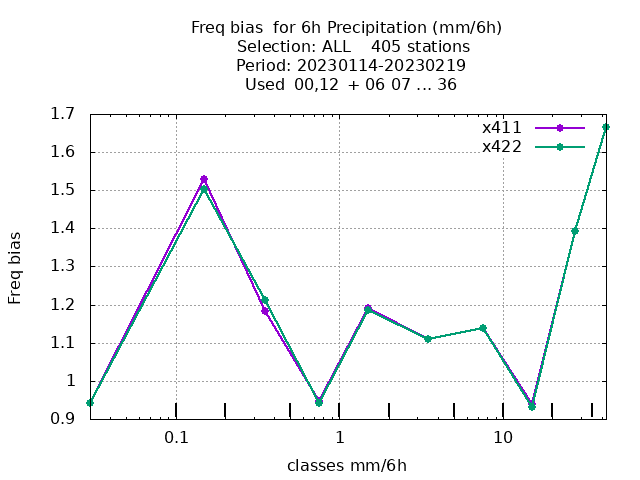 Freq bias  for 6h Precipitation (mm/6h)
Selection: ALL    405 stations
Period: 20230114-20230219
Used  00,12  + 06 07 ... 36
x411
x422
1.7
1.6
1.5
1.4
1.3
1.2
1.1
1
0.9
Freq bias
0.1
1
10
classes mm/6h